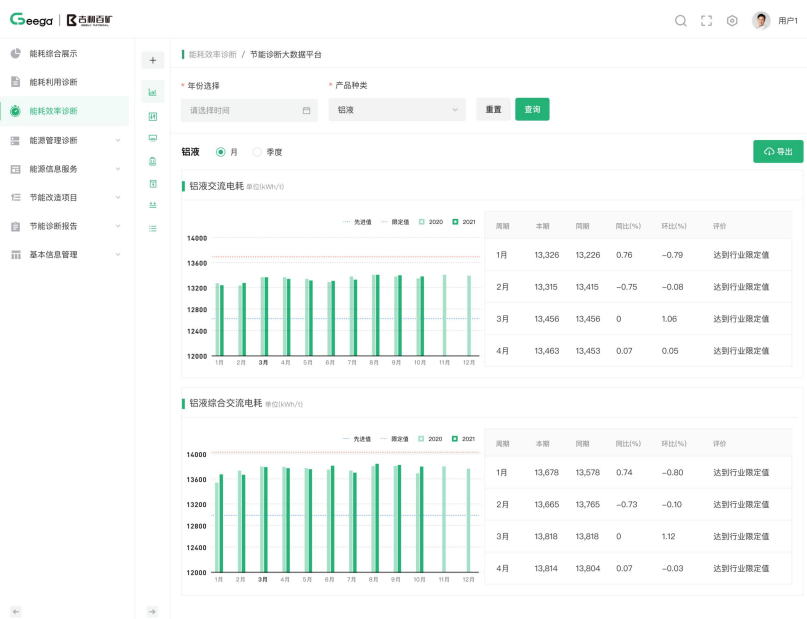 Geega 吉利百矿
用户1
能耗综合展示
能耗利用诊断
能耗效率诊断
能源管理诊断
能源信息服务
节能改造项目
节能诊断报告
基本信息管理
能耗效率诊断 / 节能诊断大数据平台
* 年份选择 * 产品种类
请选择时间 铝液 重置 查询
铝液 月 季度 导出
铝液交流电耗 单位(kWh/t)
先进值 限定值 2020 2021
14000
13600
13200
12800
12400
12000
1月 2月 3月 4月 5月 6月 7月 8月 9月 10月 11月 12月
周期 本期 同期 同比(%) 环比(%) 评价
1月 13,326 13,226 0.76 −0.79 达到行业限定值
2月 13,315 13,415 −0.75 −0.08 达到行业限定值
3月 13,456 13,456 0 1.06 达到行业限定值
4月 13,463 13,453 0.07 0.05 达到行业限定值
铝液综合交流电耗 单位(kWh/t)
先进值 限定值 2020 2021
14000
13600
13200
12800
12400
12000
1月 2月 3月 4月 5月 6月 7月 8月 9月 10月 11月 12月
周期 本期 同期 同比(%) 环比(%) 评价
1月 13,678 13,578 0.74 −0.80 达到行业限定值
2月 13,665 13,765 −0.73 −0.10 达到行业限定值
3月 13,818 13,818 0 1.12 达到行业限定值
4月 13,814 13,804 0.07 −0.03 达到行业限定值